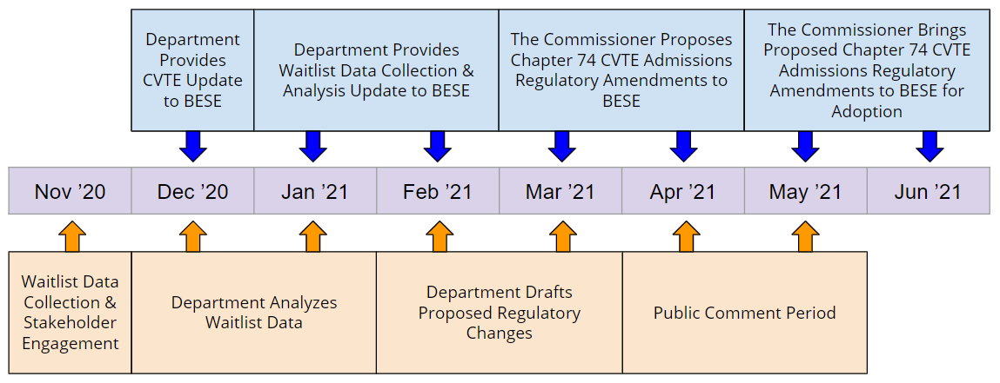 Department
Provides
CVTE Update
to BESE
Department Provides
Waitlist Data Collection &
Analysis Update to BESE
The Commissioner Proposes
Chapter 74 CVTE Admissions
Regulatory Amendments to
BESE
The Commissioner Brings
Proposed Chapter 74 CVTE
Admissions Regulatory
Amendments to BESE for
Adoption
Nov ’20
Dec ’20
Jan ’21
Feb ’21
Mar ’21
Apr ’21
May ’21
Jun ’21
Waitlist Data
Collection &
Stakeholder
Engagement
Department Analyzes
Waitlist Data
Department Drafts
Proposed Regulatory
Changes
Public Comment Period